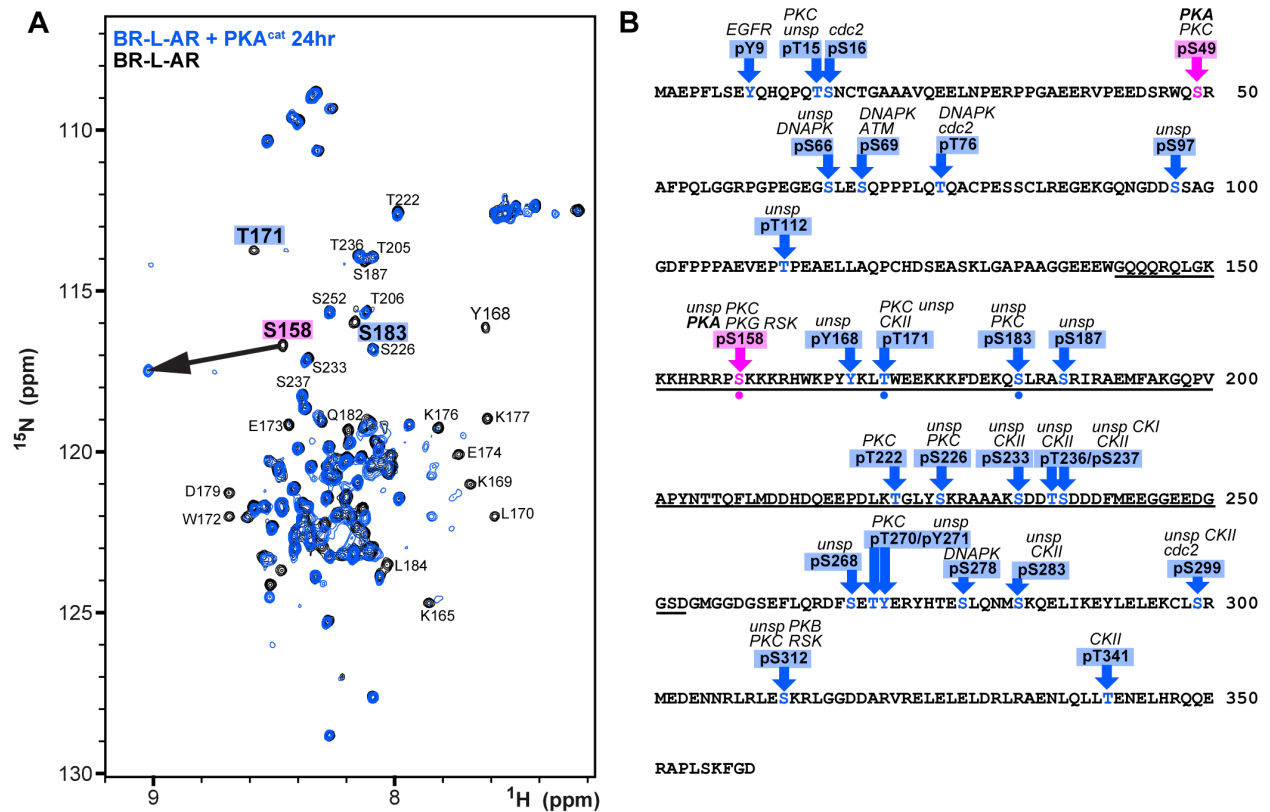 A
BR-L-AR + PKAcat 24hr
BR-L-AR
110
115
120
125
130
15N (ppm)
9
8
1H (ppm)
T222
T171
T236
T205
S187
S252
T206
Y168
S158
S183
S226
S233
S237
E173
Q182
K176
K177
E174
K169
D179
W172
L170
L184
K165
B
EGFR
pY9
PKC
unsp
pT15
cdc2
pS16
PKA
PKC
pS49
MAEPFLSEYQHQPQTSNCTGAAAVQEELNPERPPGAEERVPEEDSRWQSR 50
unsp
DNAPK
pS66
DNAPK
ATM
pS69
DNAPK
cdc2
pT76
unsp
pS97
AFPQLGGRPGPEGEGSLESQPPPLQTQACPESSCLREGEKGQNGDDSSAG 100
unsp
pT112
GDFPPPAEVEPTPEAELLAQPCHDSEASKLGAPAAGGEEEWGQQQRQLGK 150
unsp PKC
PKA PKG RSK
pS158
unsp
pY168
PKC unsp
CKII
pT171
unsp
PKC
pS183
unsp
pS187
KKHRRRPSKKKRHWKPYYKLTWEEKKKFDEKQSLRASRIRAEMFAKGQPV 200
PKC
pT222
unsp
PKC
pS226
unsp
CKII
pS233
unsp
CKII
unsp CKI
CKII
pT236/pS237
APYNTTQFLMDDHDQEEPDLKTGLYSKRAAAKSDDTSDDDFMEEGGEEDG 250
unsp
pS268
PKC
unsp
pT270/pY271
DNAPK
pS278
unsp
CKII
pS283
unsp CKII
cdc2
pS299
GSDGMGGDGSEFLQRDFSETYERYHTESLQNMSKQELIKEYLELEKCLSR 300
unsp PKB
PKC RSK
pS312
CKII
pT341
MEDENNRLRLESKRLGGDDARVRELELELDRLRAENLQLLTENELHRQQE 350
RAPLSKFGD